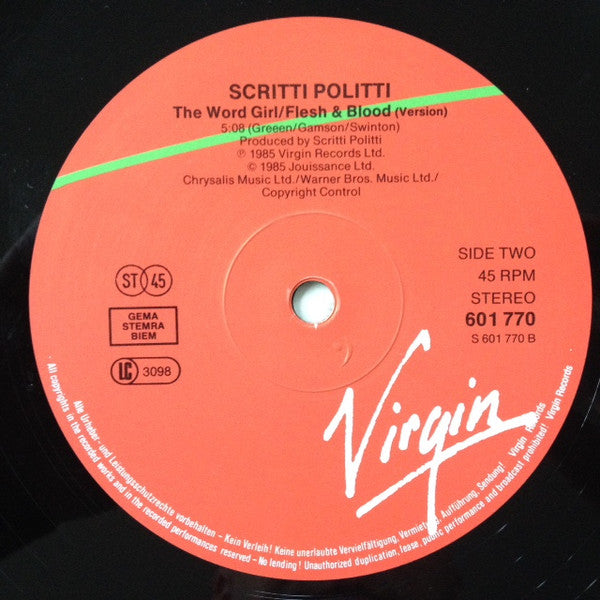 SCRITTI POLITTI
The Word Girl/Flesh & Blood (Version)
5:08 (Greeen/Gamson/Swinton)
Produced by Scritti Politti
℗ 1985 Virgin Records Ltd.
© 1985 Jouissance Ltd.
Chrysalis Music Ltd./Warner Bros. Music Ltd./
Copyright Control
ST 45
GEMA
STEMRA
BIEM
LC 3098
SIDE TWO
45 RPM
STEREO
601 770
S 601 770 B
Virgin
Alle Urheber- und Leistungsschutzrechte vorbehalten - Kein Verleih! Keine unerlaubte Vervielfältigung, Vermietung, Aufführung, Sendung! Virgin Records
All copyrights in the recorded works and in the recorded performances reserved - No lending! Unauthorized duplication, lease, public performance and broadcast prohibited! Virgin Records